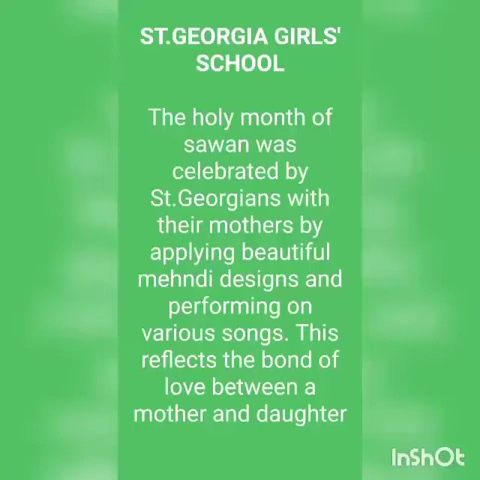 ST.GEORGIA GIRLS'
SCHOOL
The holy month of
sawan was
celebrated by
St.Georgians with
their mothers by
applying beautiful
mehndi designs and
performing on
various songs. This
reflects the bond of
love between a
mother and daughter
InShOt